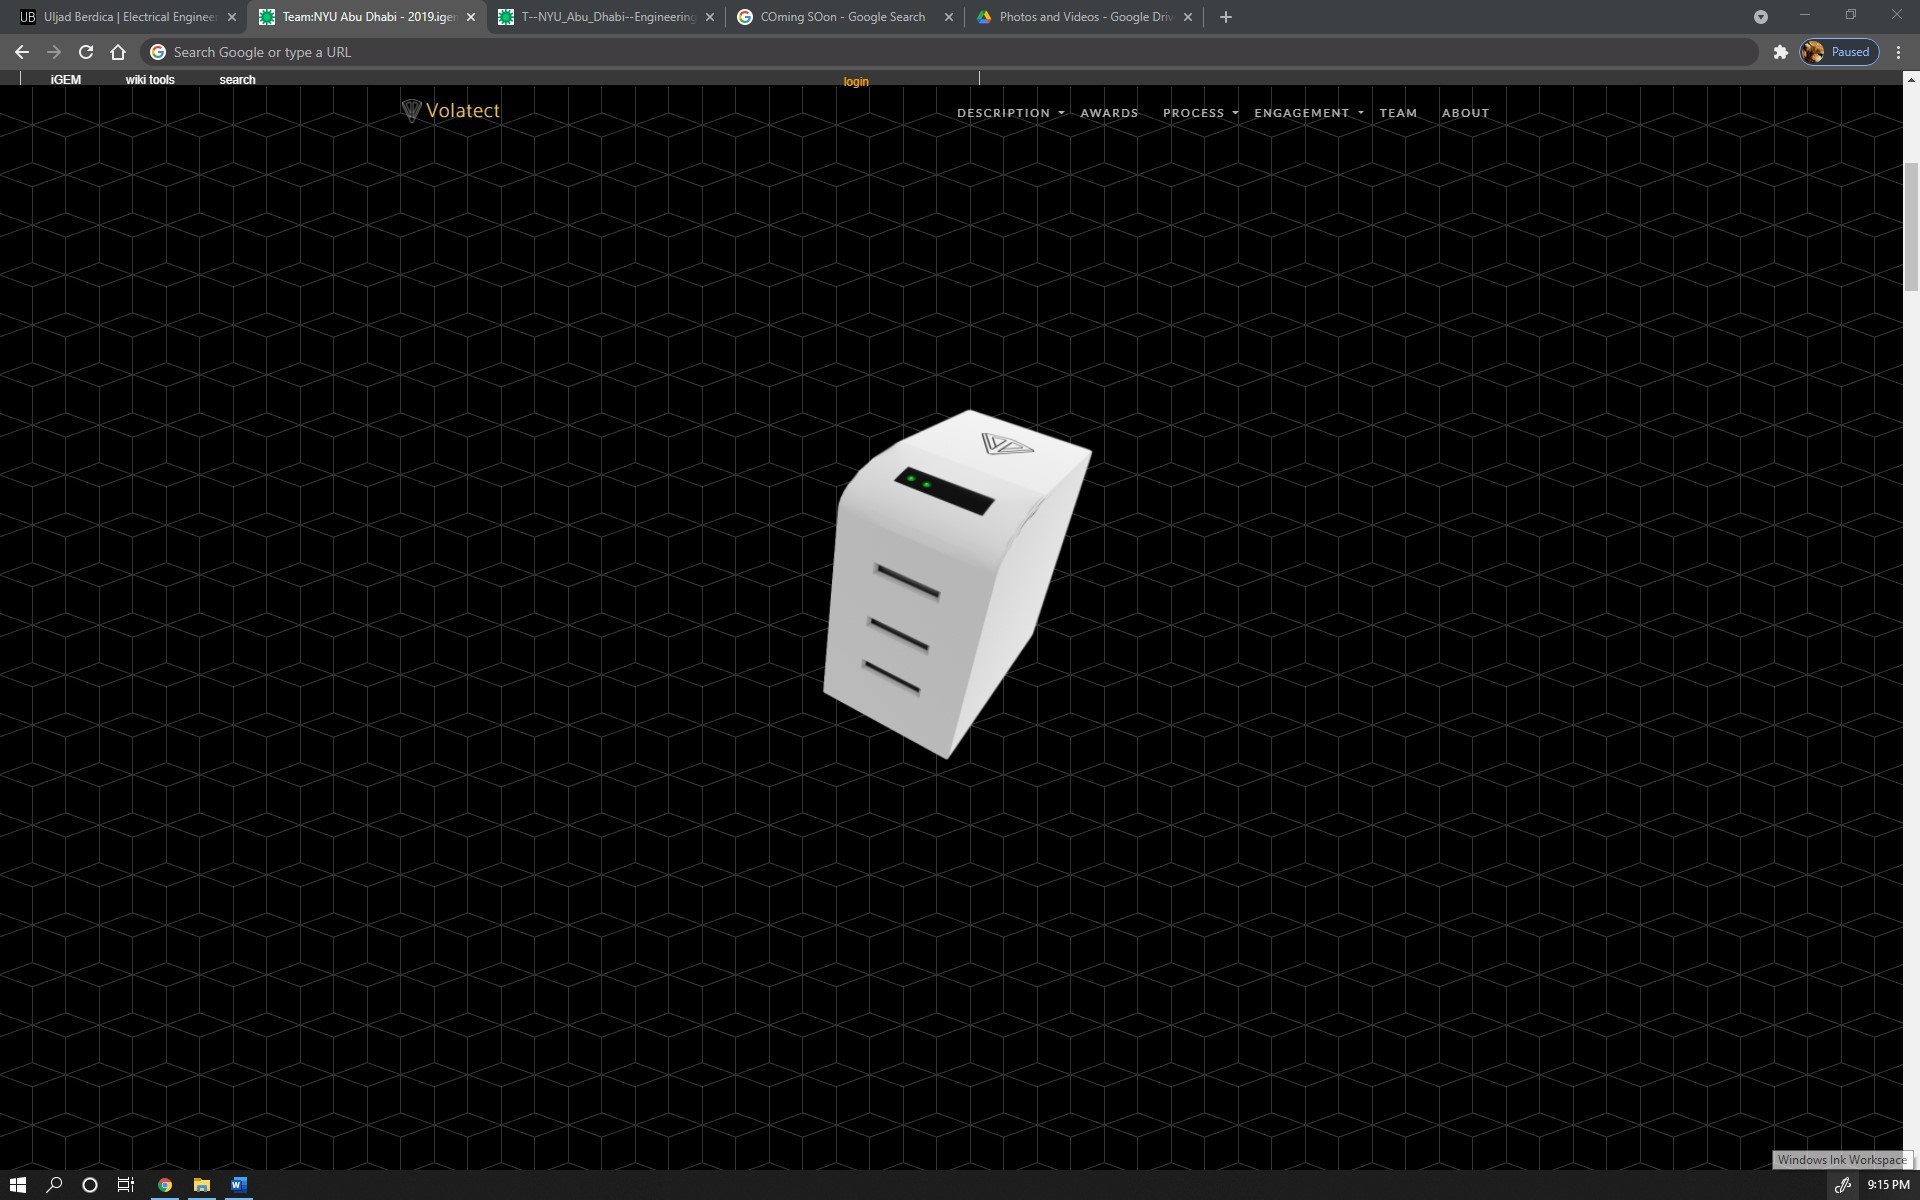 UB Uljad Berdica | Electrical Engineer
Team:NYU Abu Dhabi - 2019.iger
T--NYU_Abu_Dhabi--Engineering
COming SOon - Google Search
Photos and Videos - Google Driv
Search Google or type a URL
Paused
iGEM wiki tools search login
Volatect
DESCRIPTION AWARDS PROCESS ENGAGEMENT TEAM ABOUT
Windows Ink Workspace
9:15 PM